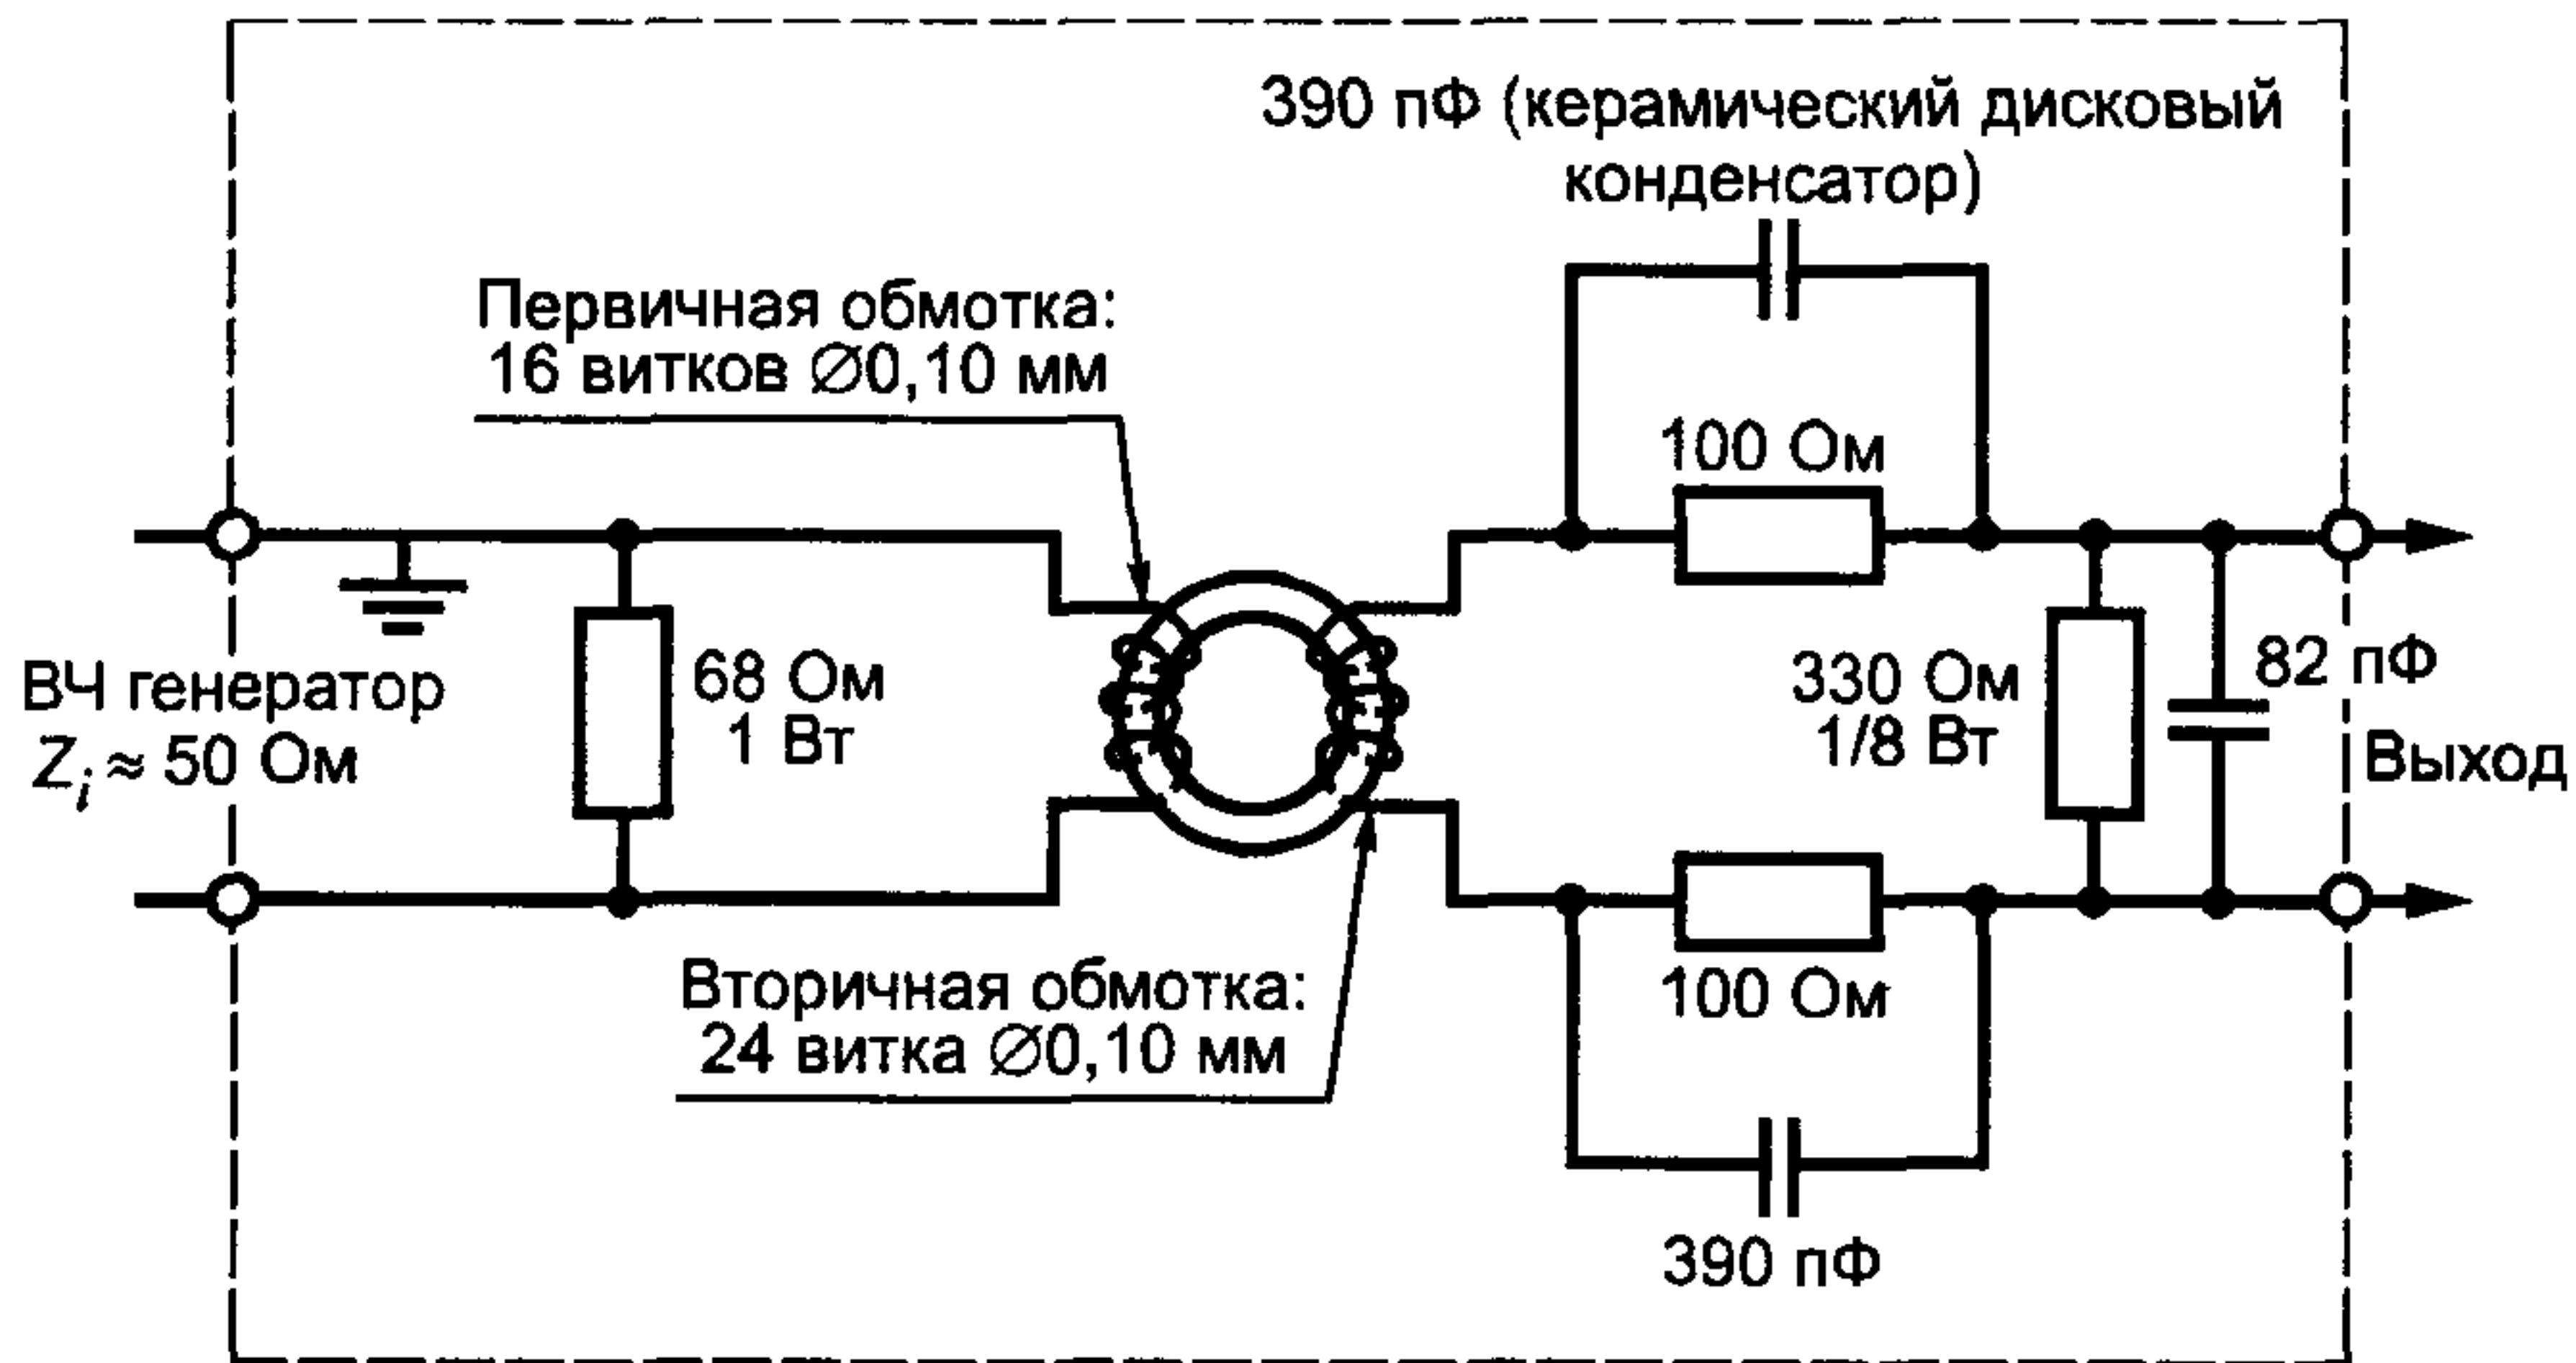 390 пФ (керамический дисковый
конденсатор)
Первичная обмотка:
16 витков ∅0,10 мм
100 Ом
ВЧ генератор
Zi ≈ 50 Ом
68 Ом
1 Вт
330 Ом
1/8 Вт
82 пФ
Выход
Вторичная обмотка:
24 витка ∅0,10 мм
100 Ом
390 пФ